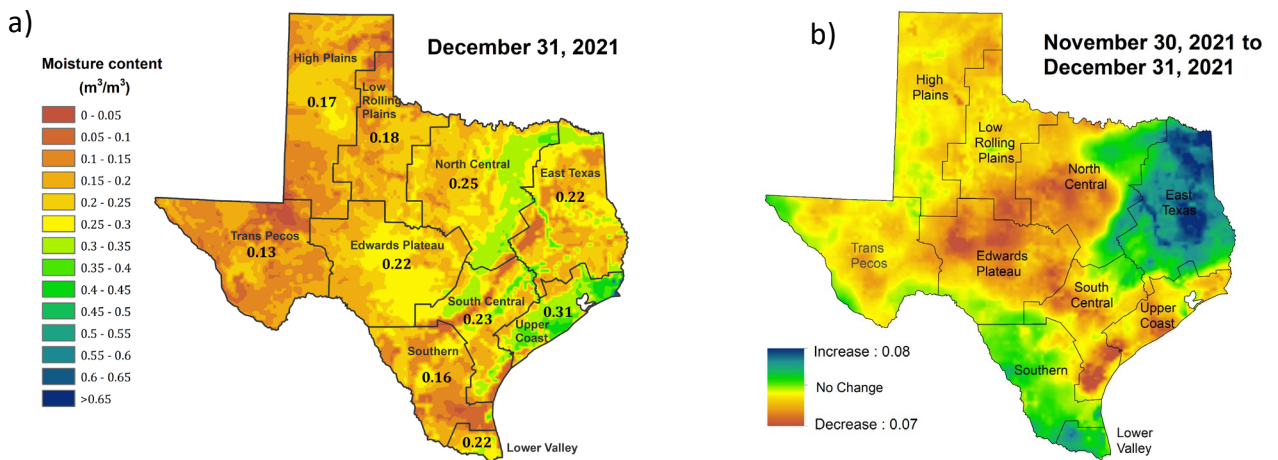 a)
December 31, 2021
Moisture content
(m³/m³)
0 - 0.05
0.05 - 0.1
0.1 - 0.15
0.15 - 0.2
0.2 - 0.25
0.25 - 0.3
0.3 - 0.35
0.35 - 0.4
0.4 - 0.45
0.45 - 0.5
0.5 - 0.55
0.55 - 0.6
0.6 - 0.65
>0.65
High Plains
0.17
Low
Rolling
Plains
0.18
North Central
0.25
East Texas
0.22
Trans Pecos
0.13
Edwards Plateau
0.22
South Central
0.23
0.31
Upper
Coast
Southern
0.16
0.22
Lower Valley
b)
November 30, 2021 to
December 31, 2021
High
Plains
Low
Rolling
Plains
North
Central
East
Texas
Trans
Pecos
Edwards
Plateau
South
Central
Upper
Coast
Southern
Lower
Valley
Increase : 0.08
No Change
Decrease : 0.07